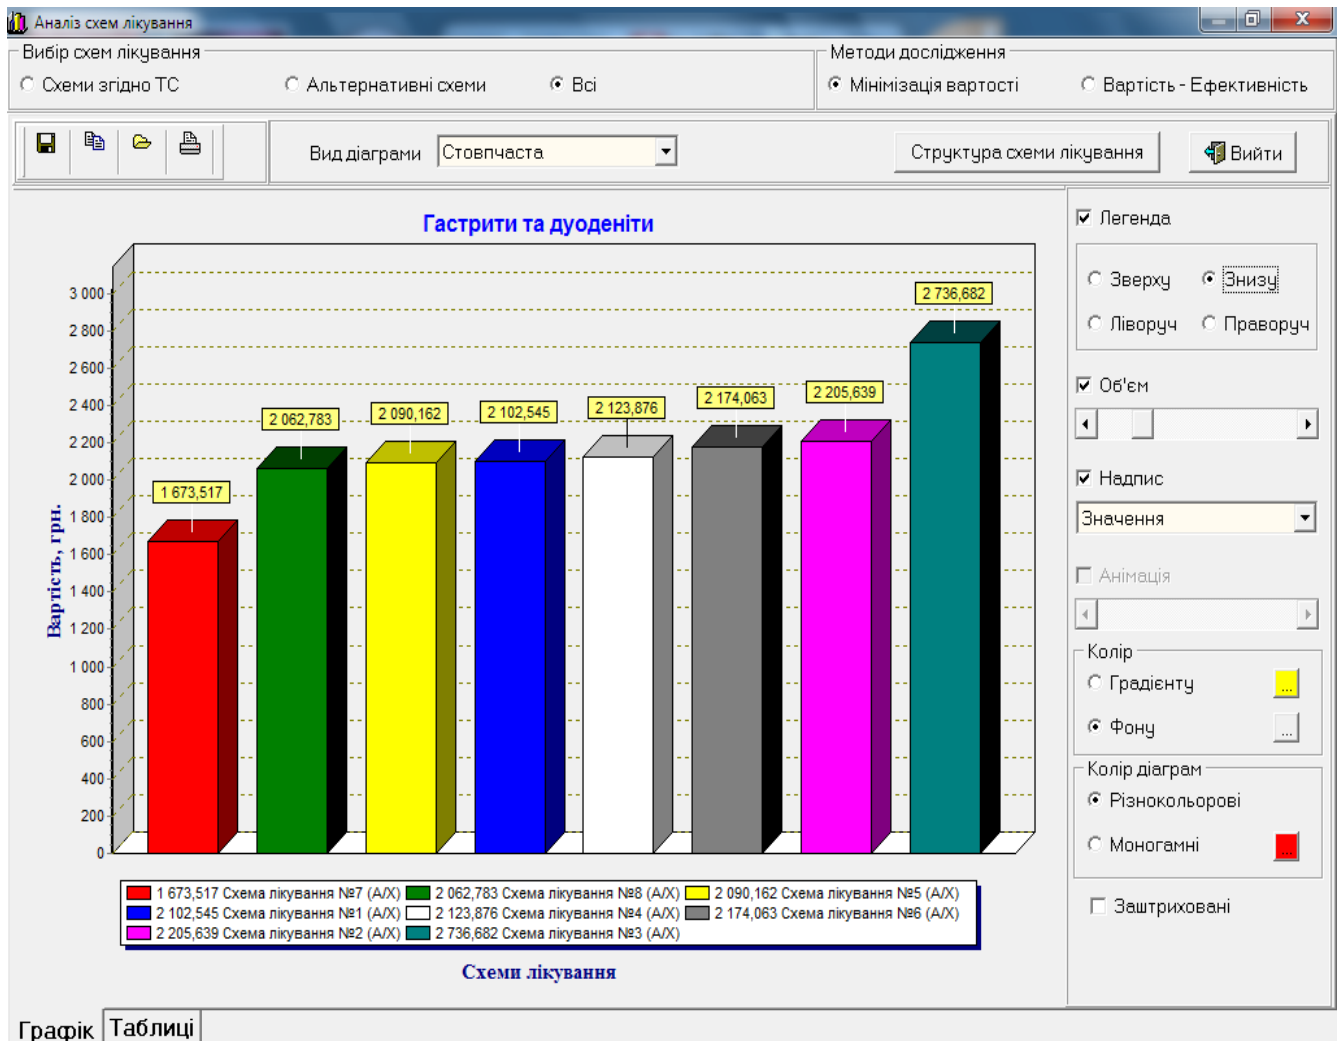 Аналіз схем лікування
Вибір схем лікування
Методи дослідження
Схеми згідно ТС
Альтернативні схеми
Всі
Мінімізація вартості
Вартість - Ефективність
Вид діаграми
Стовпчаста
Структура схеми лікування
Вийти
Гастрити та дуоденіти
Вартість, грн.
3 000
2 800
2 600
2 400
2 200
2 000
1 800
1 600
1 400
1 200
1 000
800
600
400
200
0
1 673,517
2 062,783
2 090,162
2 102,545
2 123,876
2 174,063
2 205,639
2 736,682
1 673,517 Схема лікування №7 (А/Х) 2 062,783 Схема лікування №8 (А/Х) 2 090,162 Схема лікування №5 (А/Х)
2 102,545 Схема лікування №1 (А/Х) 2 123,876 Схема лікування №4 (А/Х) 2 174,063 Схема лікування №6 (А/Х)
2 205,639 Схема лікування №2 (А/Х) 2 736,682 Схема лікування №3 (А/Х)
Схеми лікування
Легенда
Зверху Знизу
Ліворуч Праворуч
Об'єм
Надпис
Значення
Анімація
Колір
Градієнту ...
Фону ...
Колір діаграм
Різнокольорові
Моногамні ...
Заштриховані
Графік Таблиці